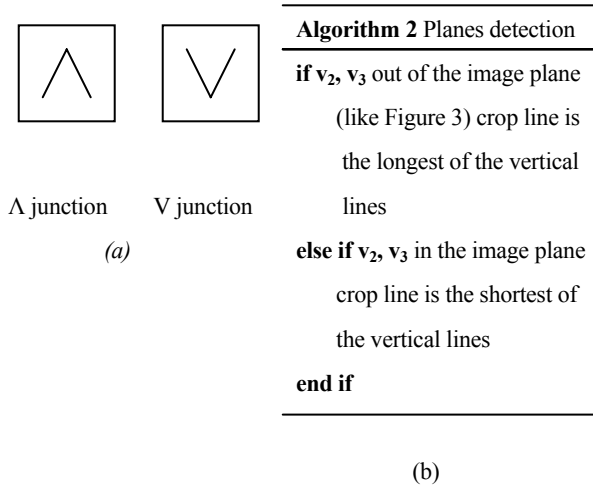 Λ junction V junction
(a)
Algorithm 2 Planes detection
if v2, v3 out of the image plane
(like Figure 3) crop line is
the longest of the vertical
lines
else if v2, v3 in the image plane
crop line is the shortest of
the vertical lines
end if
(b)